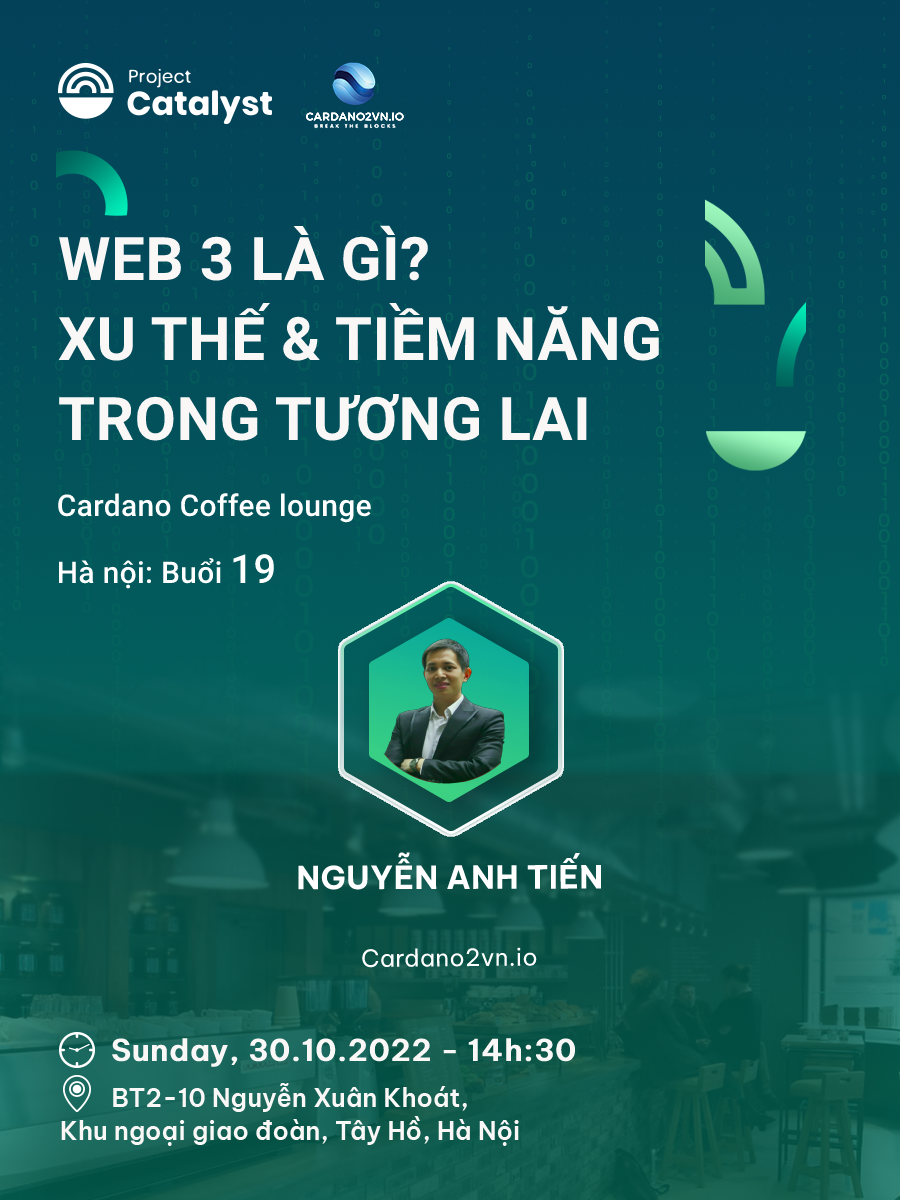 Project
Catalyst
CARDANO2VN.IO
BREAK THE BLOCKS
WEB 3 LÀ GÌ?
XU THẾ & TIỀM NĂNG
TRONG TƯƠNG LAI
Cardano Coffee lounge
Hà nội: Buổi 19
NGUYỄN ANH TIẾN
Cardano2vn.io
Sunday, 30.10.2022 - 14h:30
BT2-10 Nguyễn Xuân Khoát,
Khu ngoại giao đoàn, Tây Hồ, Hà Nội